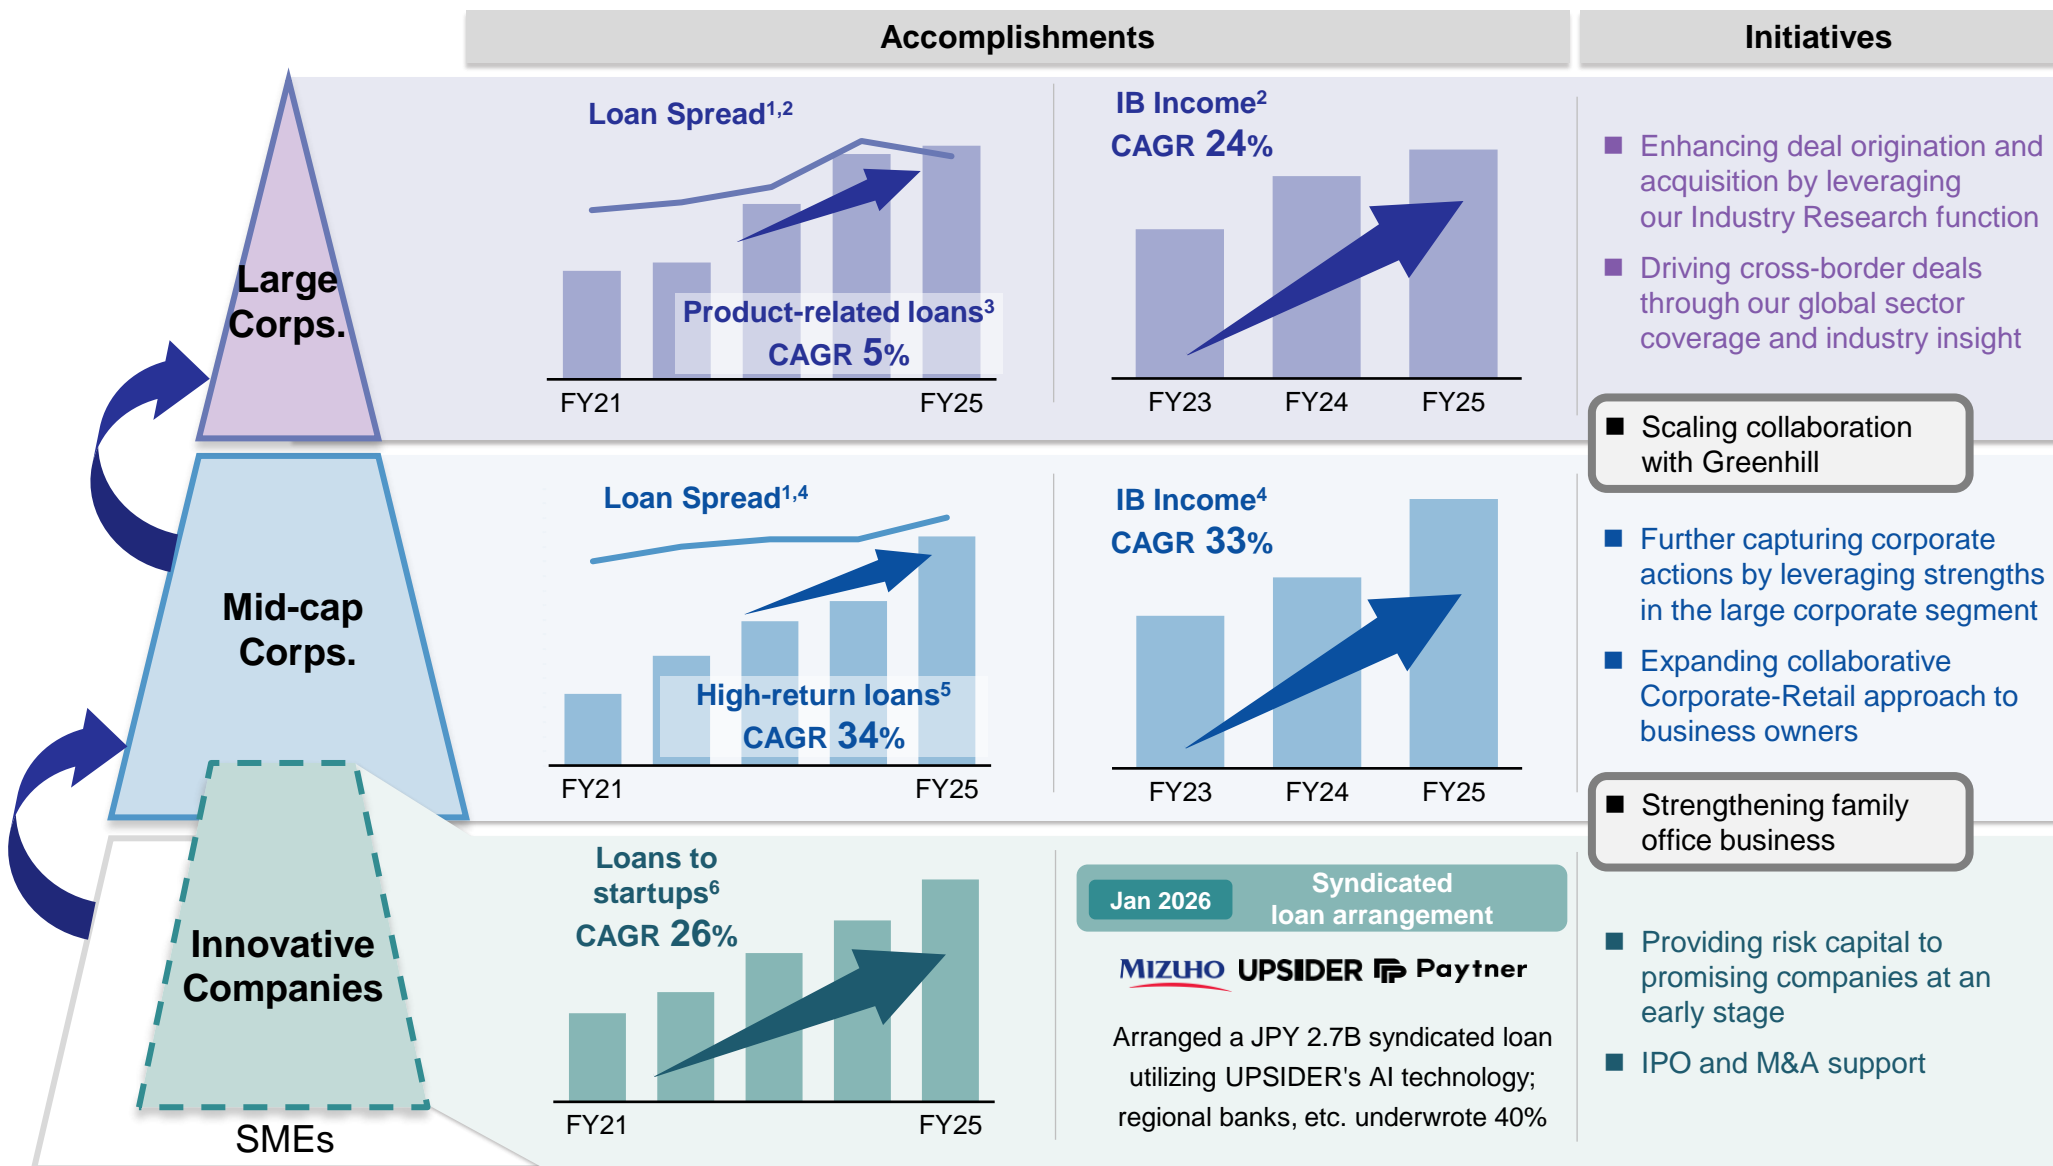 Accomplishments
Initiatives
Large
Corps.
Loan Spread1,2
Product-related loans3
CAGR 5%
FY21
FY25
IB Income2
CAGR 24%
FY23
FY24
FY25
■ Enhancing deal origination and
acquisition by leveraging
our Industry Research function
■ Driving cross-border deals
through our global sector
coverage and industry insight
■ Scaling collaboration
with Greenhill
Mid-cap
Corps.
Loan Spread1,4
High-return loans5
CAGR 34%
FY21
FY25
IB Income4
CAGR 33%
FY23
FY24
FY25
■ Further capturing corporate
actions by leveraging strengths
in the large corporate segment
■ Expanding collaborative
Corporate-Retail approach to
business owners
■ Strengthening family
office business
Innovative
Companies
SMEs
Loans to
startups6
CAGR 26%
FY21
FY25
Jan 2026
Syndicated
loan arrangement
MIZUHO UPSIDER Paytner
Arranged a JPY 2.7B syndicated loan
utilizing UPSIDER's AI technology;
regional banks, etc. underwrote 40%
■ Providing risk capital to
promising companies at an
early stage
■ IPO and M&A support